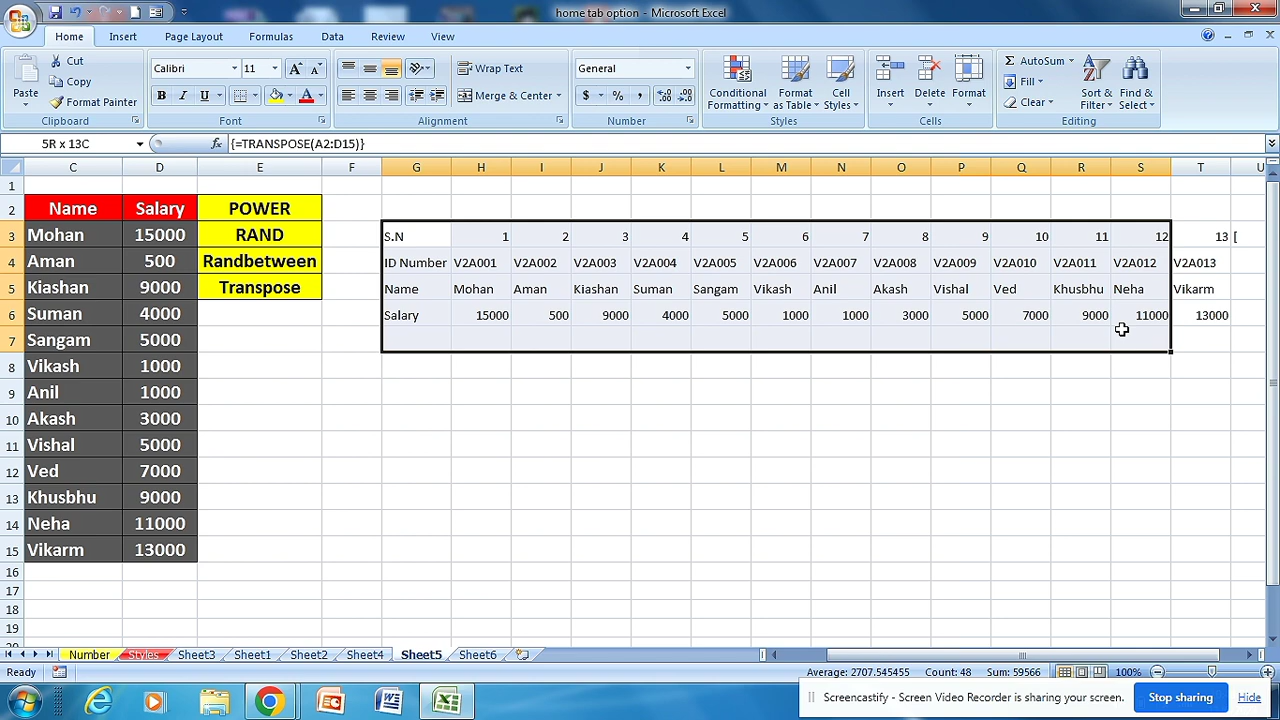 home tab option - Microsoft Excel
Home Insert Page Layout Formulas Data Review View
Cut
Copy
Format Painter
Paste
Clipboard
Calibri 11
B I U
Font
Wrap Text
Merge & Center
Alignment
General
$ % ,
Number
Conditional Formatting
Format as Table
Cell Styles
Styles
Insert Delete Format
Cells
Σ AutoSum
Fill
Clear
Sort & Filter
Find & Select
Editing
5R x 13C fx {=TRANSPOSE(A2:D15)}
C D E F G H I J K L M N O P Q R S T U
1
2 Name Salary POWER
3 Mohan 15000 RAND S.N 1 2 3 4 5 6 7 8 9 10 11 12 13 [
4 Aman 500 Randbetween ID Number V2A001 V2A002 V2A003 V2A004 V2A005 V2A006 V2A007 V2A008 V2A009 V2A010 V2A011 V2A012 V2A013
5 Kiashan 9000 Transpose Name Mohan Aman Kiashan Suman Sangam Vikash Anil Akash Vishal Ved Khusbhu Neha Vikarm
6 Suman 4000 Salary 15000 500 9000 4000 5000 1000 1000 3000 5000 7000 9000 11000 13000
7 Sangam 5000
8 Vikash 1000
9 Anil 1000
10 Akash 3000
11 Vishal 5000
12 Ved 7000
13 Khusbhu 9000
14 Neha 11000
15 Vikarm 13000
16
17
18
19
Number Styles Sheet3 Sheet1 Sheet2 Sheet4 Sheet5 Sheet6
Ready Average: 2707.545455 Count: 48 Sum: 59566 100%
Screencastify - Screen Video Recorder is sharing your screen. Stop sharing Hide